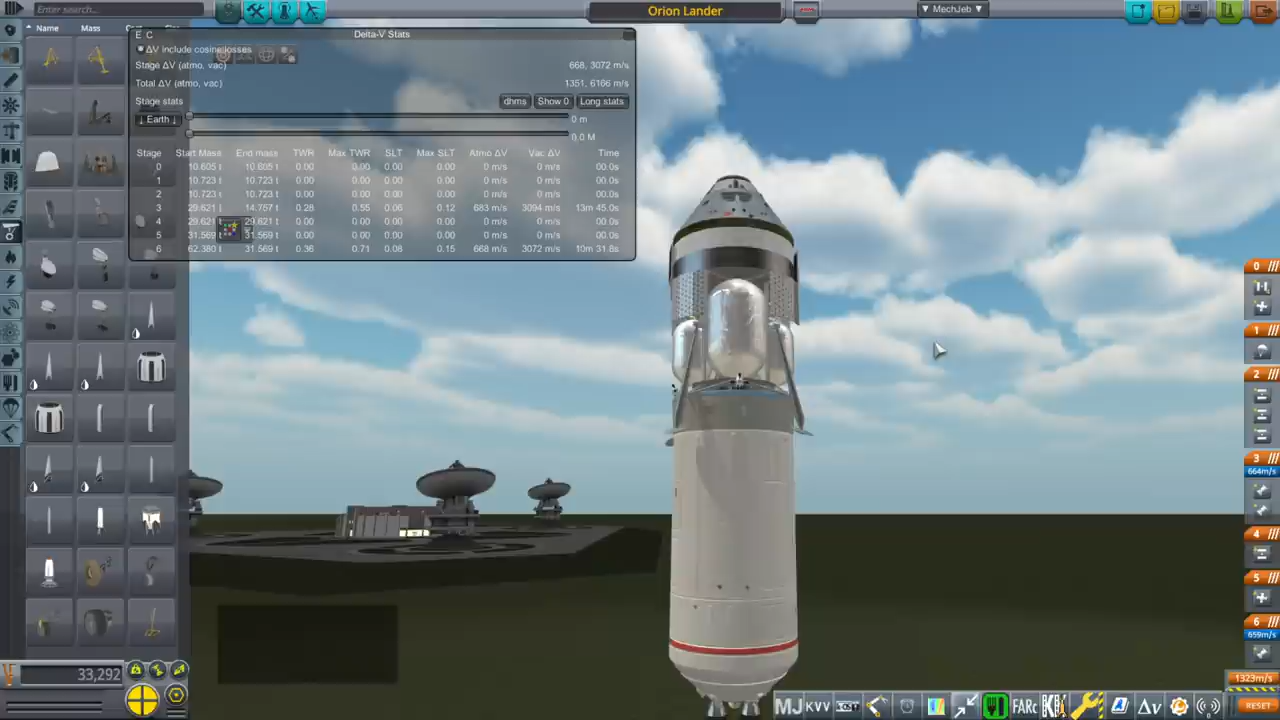 Enter search...
Orion Lander
▼ MechJeb ▼
Name Mass Cost Size
E C Delta-V Stats
ΔV include cosine losses
Stage ΔV (atmo, vac) 668, 3072 m/s
Total ΔV (atmo, vac) 1351, 6166 m/s
Stage stats dhms Show 0 Long stats
↓ Earth ↓ 0 m
0.0 M
Stage Start Mass End mass TWR Max TWR SLT Max SLT Atmo ΔV Vac ΔV Time
0 10.605 t 10.605 t 0.00 0.00 0.00 0.00 0 m/s 0 m/s 00.0s
1 10.723 t 10.723 t 0.00 0.00 0.00 0.00 0 m/s 0 m/s 00.0s
2 10.723 t 10.723 t 0.00 0.00 0.00 0.00 0 m/s 0 m/s 00.0s
3 29.621 t 14.757 t 0.28 0.55 0.06 0.12 683 m/s 3094 m/s 13m 45.0s
4 29.621 t 29.621 t 0.00 0.00 0.00 0.00 0 m/s 0 m/s 00.0s
5 31.569 t 31.569 t 0.00 0.00 0.00 0.00 0 m/s 0 m/s 00.0s
6 62.380 t 31.569 t 0.36 0.71 0.08 0.15 668 m/s 3072 m/s 10m 31.8s
0
1
2
3
664m/s
4
5
6
659m/s
1323m/s
RESET
33,292
MJ KVV FARc Δv